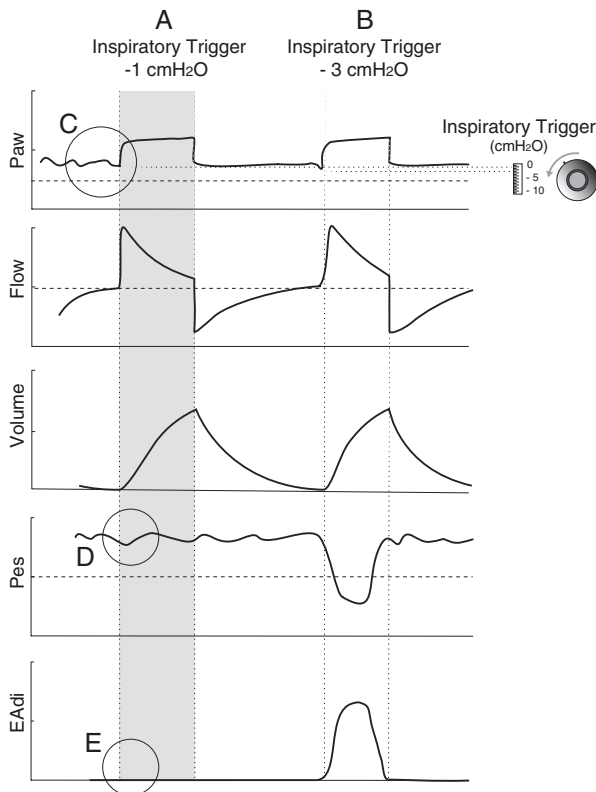 A
Inspiratory Trigger
-1 cmH2O
B
Inspiratory Trigger
- 3 cmH2O
C
Paw
Inspiratory Trigger
(cmH2O)
0
- 5
- 10
Flow
Volume
D
Pes
E
EAdi